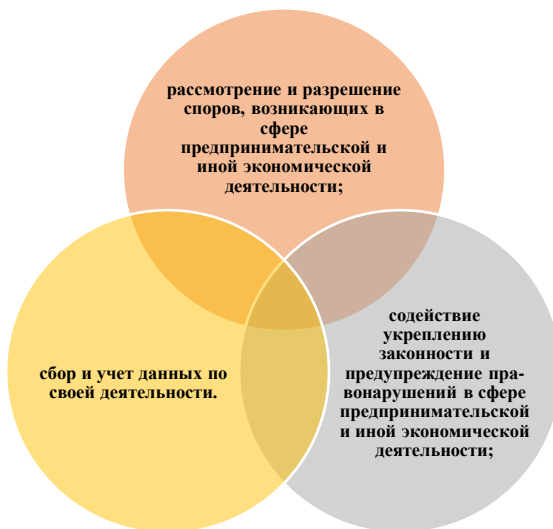 рассмотрение и разрешение
споров, возникающих в
сфере
предпринимательской и
иной экономической
деятельности;
содействие
укреплению
законности и
предупреждение пра-
вонарушений в сфере
предпринимательской
и иной экономической
деятельности;
сбор и учет данных по
своей деятельности.